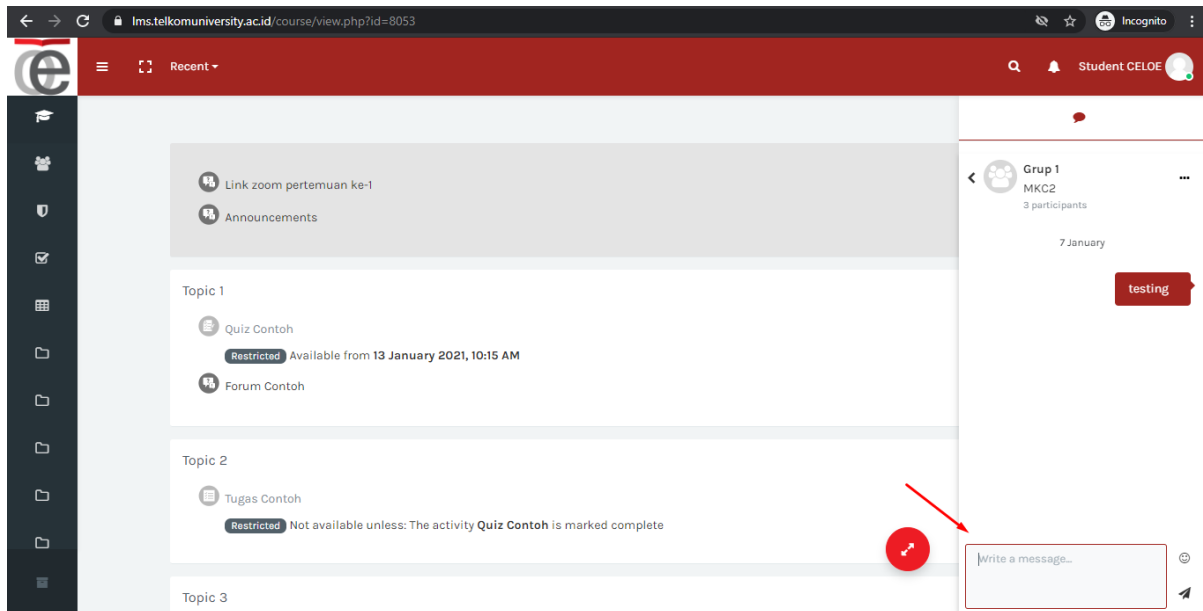 lms.telkomuniversity.ac.id/course/view.php?id=8053
Incognito
Recent
Student CELOE
Link zoom pertemuan ke-1
Announcements
Topic 1
Quiz Contoh
Restricted Available from 13 January 2021, 10:15 AM
Forum Contoh
Topic 2
Tugas Contoh
Restricted Not available unless: The activity Quiz Contoh is marked complete
Topic 3
Grup 1
MKC2
3 participants
7 January
testing
Write a message...